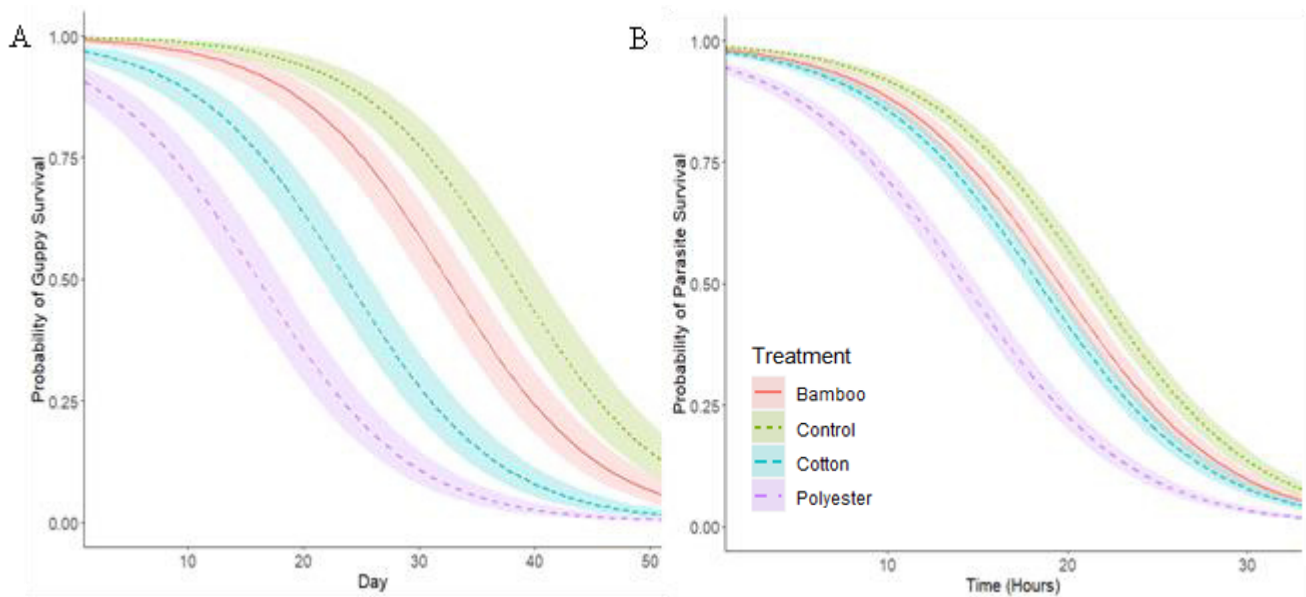 A
Probability of Guppy Survival
1.00
0.75
0.50
0.25
0.00
10 20 30 40 50
Day
B
Probability of Parasite Survival
1.00
0.75
0.50
0.25
0.00
Treatment
Bamboo
Control
Cotton
Polyester
10 20 30
Time (Hours)